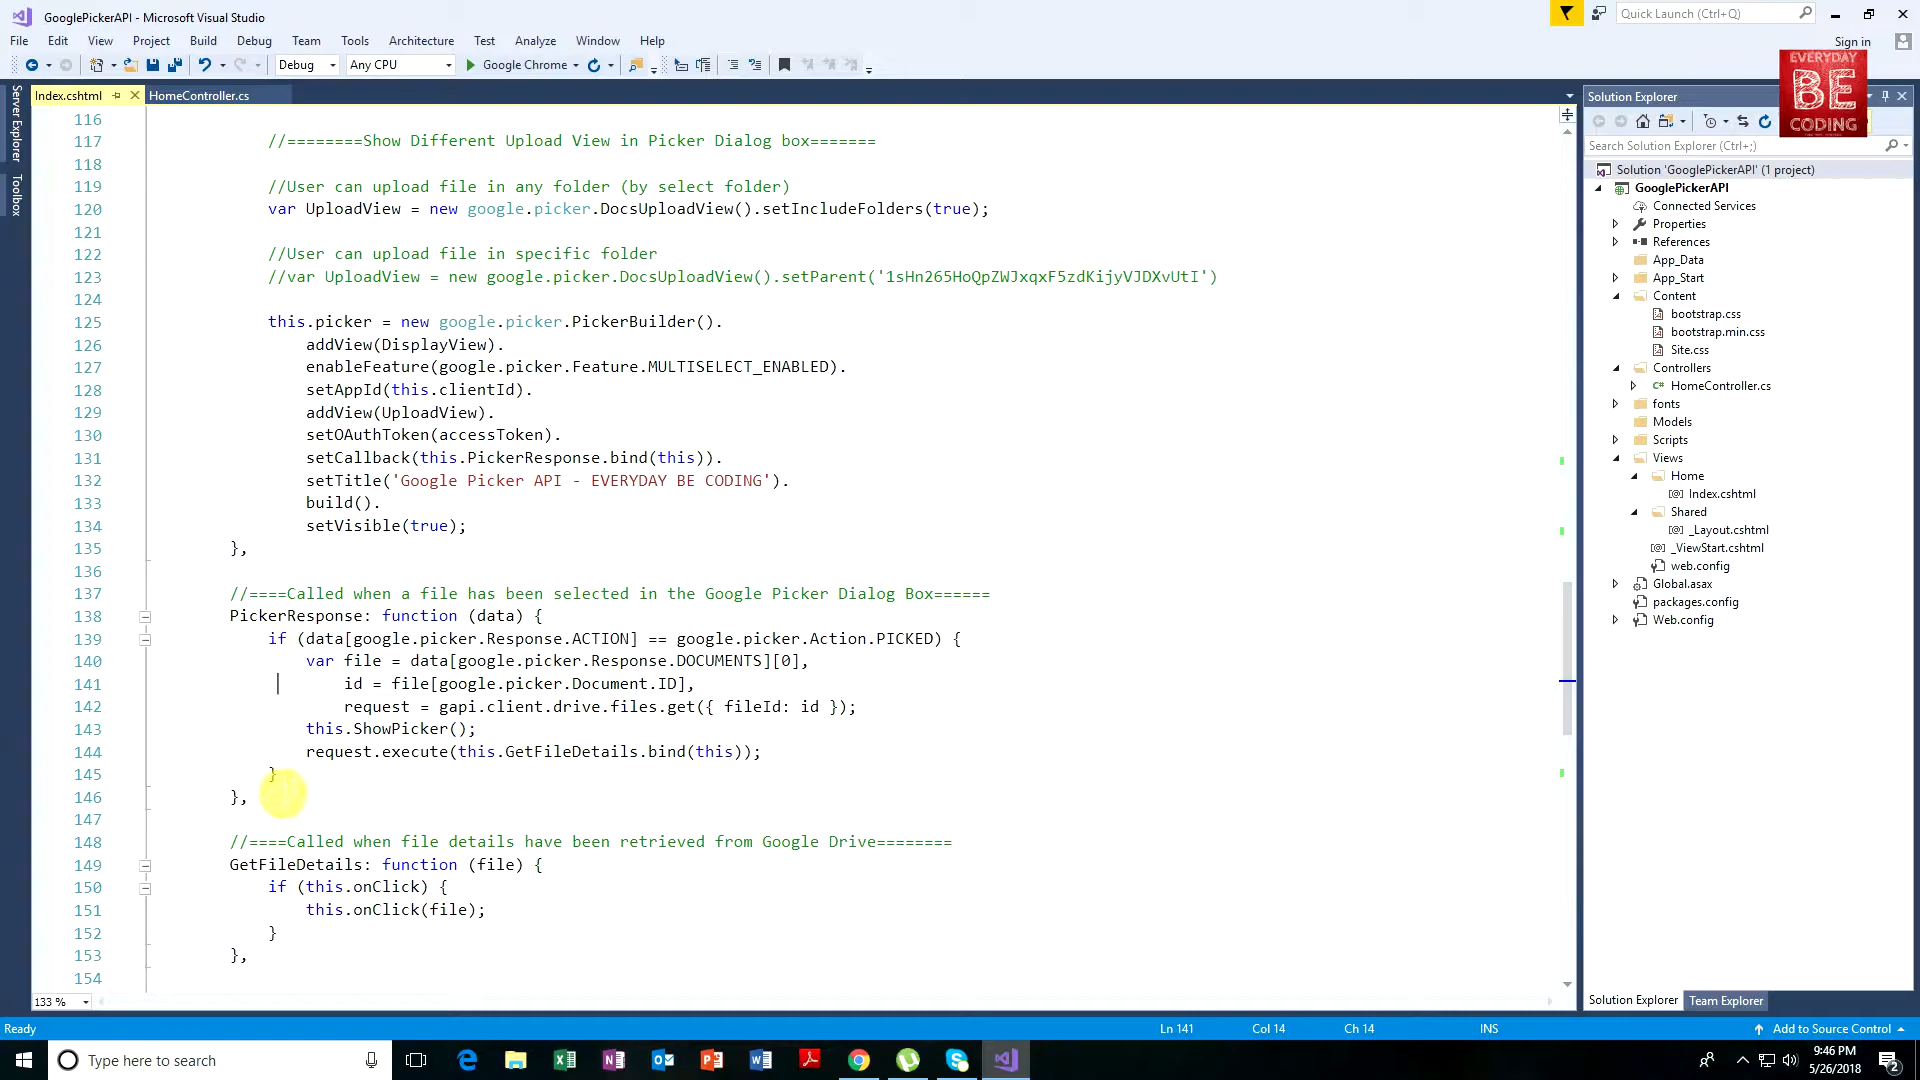 GooglePickerAPI - Microsoft Visual Studio
Quick Launch (Ctrl+Q)
File Edit View Project Build Debug Team Tools Architecture Test Analyze Window Help
Sign in
Debug Any CPU Google Chrome
EVERYDAY
BE
CODING
Index.cshtml HomeController.cs
Server Explorer
Toolbox
116
117 //========Show Different Upload View in Picker Dialog box=======
118
119 //User can upload file in any folder (by select folder)
120 var UploadView = new google.picker.DocsUploadView().setIncludeFolders(true);
121
122 //User can upload file in specific folder
123 //var UploadView = new google.picker.DocsUploadView().setParent('1sHn265HoQpZWJxqxF5zdKijyVJDXvUtI')
124
125 this.picker = new google.picker.PickerBuilder().
126 addView(DisplayView).
127 enableFeature(google.picker.Feature.MULTISELECT_ENABLED).
128 setAppId(this.clientId).
129 addView(UploadView).
130 setOAuthToken(accessToken).
131 setCallback(this.PickerResponse.bind(this)).
132 setTitle('Google Picker API - EVERYDAY BE CODING').
133 build().
134 setVisible(true);
135 },
136
137 //====Called when a file has been selected in the Google Picker Dialog Box======
138 PickerResponse: function (data) {
139 if (data[google.picker.Response.ACTION] == google.picker.Action.PICKED) {
140 var file = data[google.picker.Response.DOCUMENTS][0],
141 id = file[google.picker.Document.ID],
142 request = gapi.client.drive.files.get({ fileId: id });
143 this.ShowPicker();
144 request.execute(this.GetFileDetails.bind(this));
145 }
146 },
147
148 //====Called when file details have been retrieved from Google Drive========
149 GetFileDetails: function (file) {
150 if (this.onClick) {
151 this.onClick(file);
152 }
153 },
154
133 %
Solution Explorer
Search Solution Explorer (Ctrl+;)
Solution 'GooglePickerAPI' (1 project)
GooglePickerAPI
Connected Services
Properties
References
App_Data
App_Start
Content
bootstrap.css
bootstrap.min.css
Site.css
Controllers
C# HomeController.cs
fonts
Models
Scripts
Views
Home
[@] Index.cshtml
Shared
[@] _Layout.cshtml
[@] _ViewStart.cshtml
web.config
Global.asax
packages.config
Web.config
Solution Explorer Team Explorer
Ready Ln 141 Col 14 Ch 14 INS Add to Source Control
Type here to search
9:46 PM
5/26/2018
2